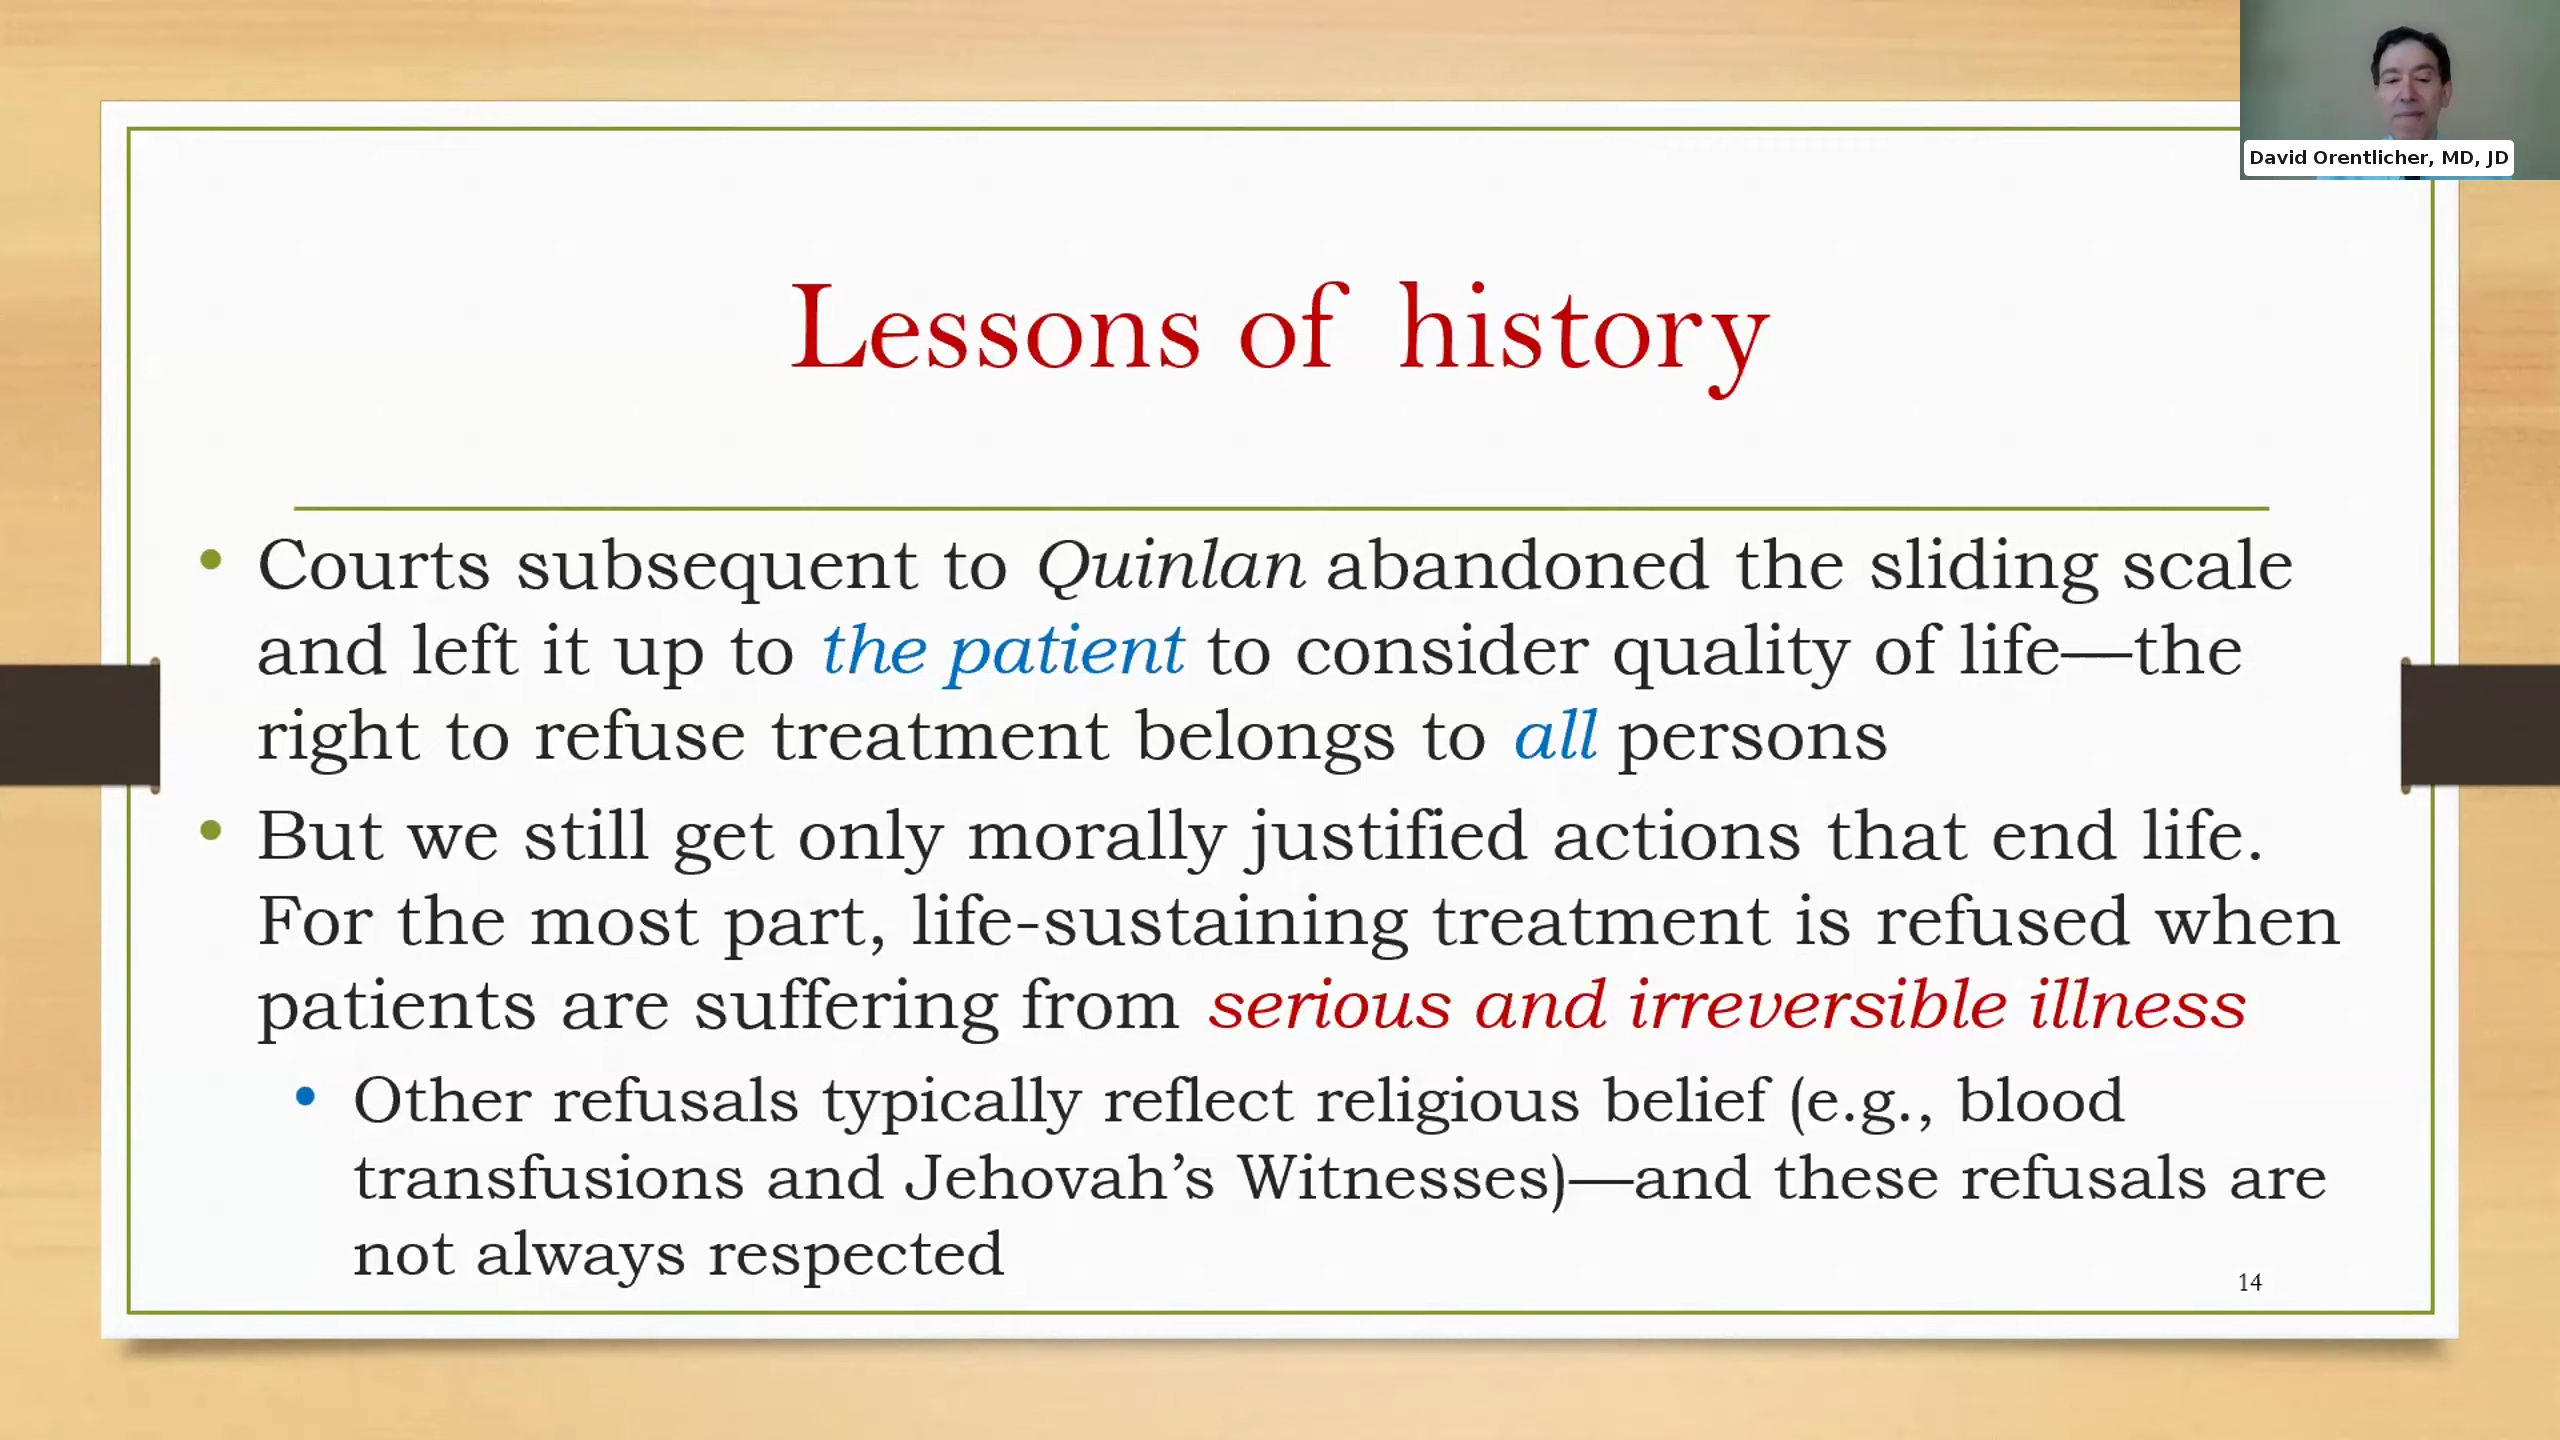 David Orentlicher, MD, JD
Lessons of history
• Courts subsequent to Quinlan abandoned the sliding scale
and left it up to the patient to consider quality of life—the
right to refuse treatment belongs to all persons
• But we still get only morally justified actions that end life.
For the most part, life-sustaining treatment is refused when
patients are suffering from serious and irreversible illness
• Other refusals typically reflect religious belief (e.g., blood
transfusions and Jehovah’s Witnesses)—and these refusals are
not always respected
14